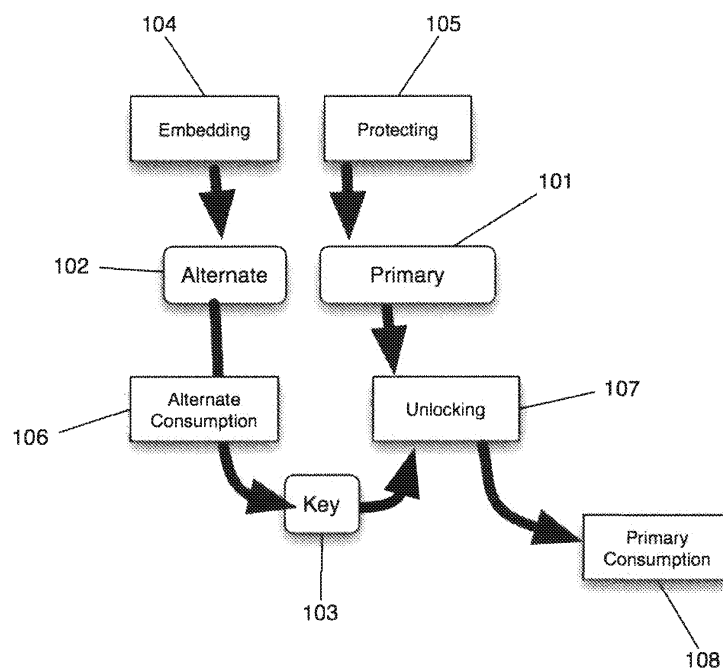 104
105
Embedding
Protecting
101
102
Alternate
Primary
Alternate
Consumption
Unlocking
107
106
Key
Primary
Consumption
103
108